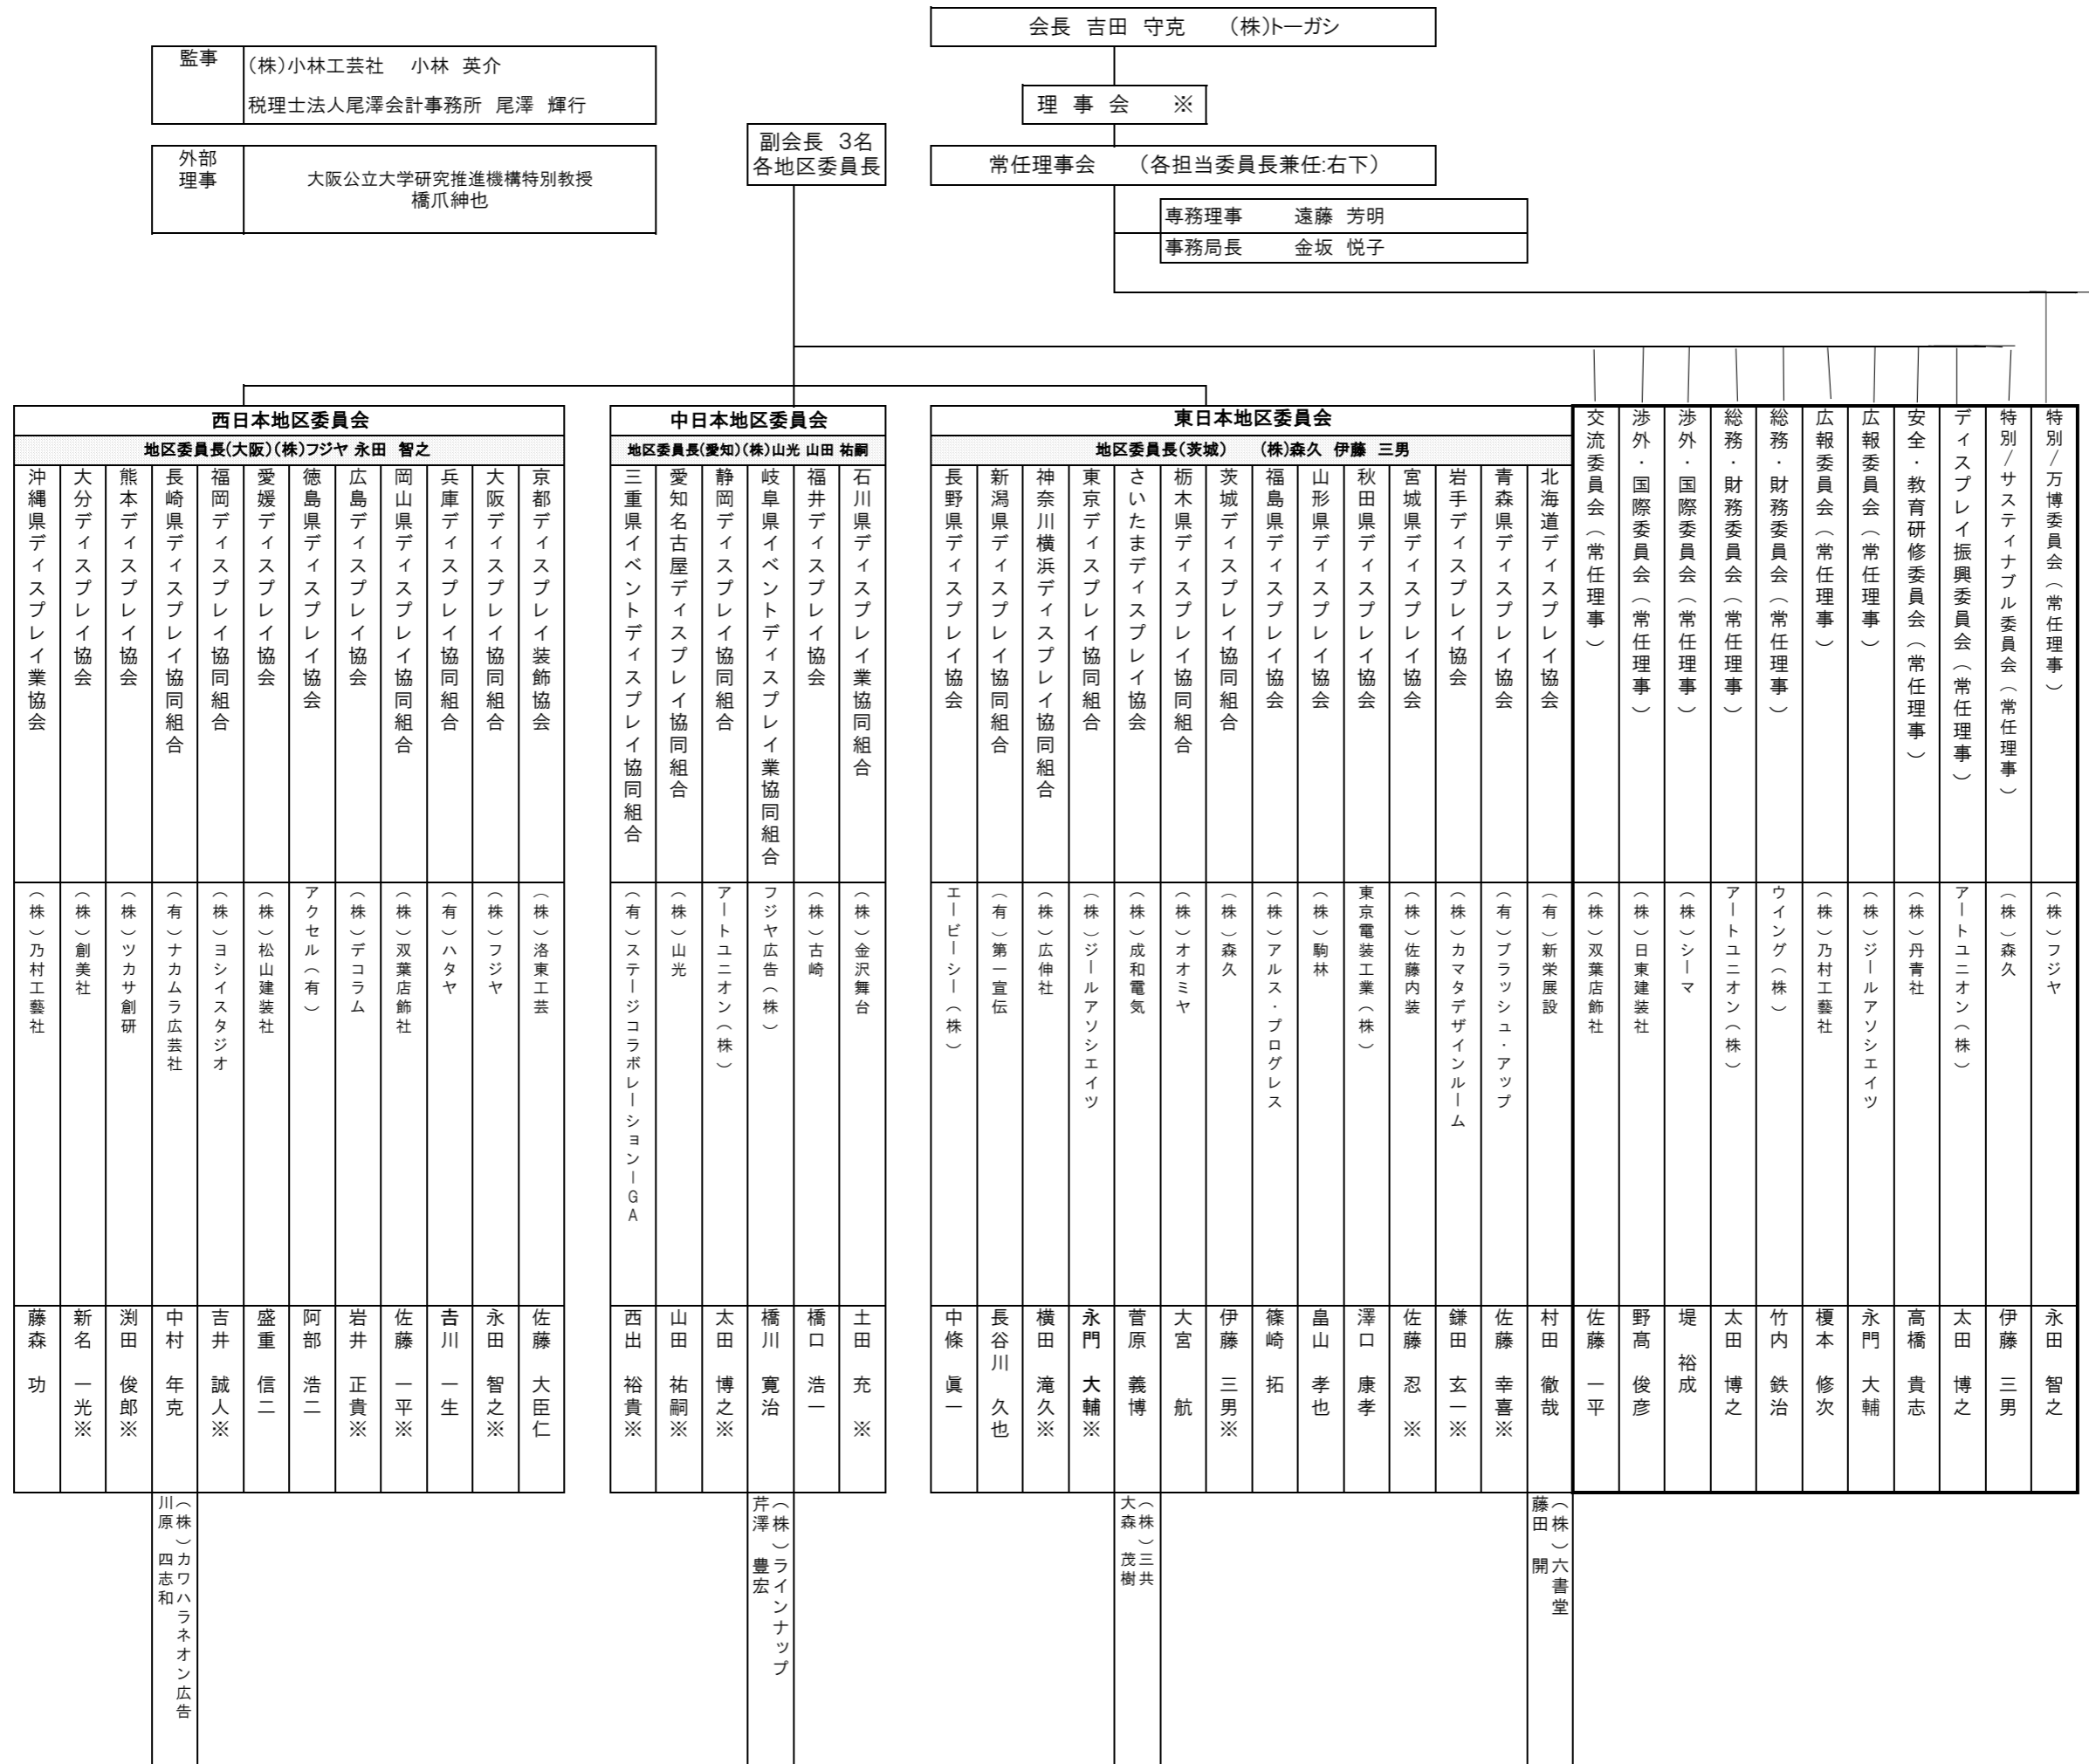 会長 吉田 守克 (株)トーガシ
監事
(株)小林工芸社 小林 英介
税理士法人尾澤会計事務所 尾澤 輝行
理 事 会 ※
外部
理事
大阪公立大学研究推進機構特別教授
橋爪紳也
副会長 3名
各地区委員長
常任理事会 (各担当委員長兼任:右下)
専務理事 遠藤 芳明
事務局長 金坂 悦子
西日本地区委員会
地区委員長(大阪)(株)フジヤ 永田 智之
沖縄県ディスプレイ業協会
(株)乃村工藝社
藤森 功
大分ディスプレイ協会
(株)創美社
新名 一光※
熊本ディスプレイ協会
(株)ツカサ創研
渕田 俊郎※
長崎県ディスプレイ協同組合
(有)ナカムラ広芸社
中村 年克
(株)カワハラネオン広告
川原 四志和
福岡ディスプレイ協同組合
(株)ヨシイスタジオ
吉井 誠人※
愛媛ディスプレイ協会
(株)松山建装社
盛重 信二
徳島県ディスプレイ協会
アクセル(有)
阿部 浩二
広島ディスプレイ協会
(株)デコラム
岩井 正貴※
岡山県ディスプレイ協同組合
(株)双葉店飾社
佐藤 一平※
兵庫ディスプレイ協同組合
(有)ハタヤ
𠮷川 一生
大阪ディスプレイ協同組合
(株)フジヤ
永田 智之※
京都ディスプレイ装飾協会
(株)洛東工芸
佐藤 大臣仁
中日本地区委員会
地区委員長(愛知)(株)山光 山田 祐嗣
三重県イベントディスプレイ協同組合
(有)ステージコラボレーションーGA
西出 裕貴※
愛知名古屋ディスプレイ協同組合
(株)山光
山田 祐嗣※
静岡ディスプレイ協同組合
アートユニオン(株)
太田 博之※
岐阜県イベントディスプレイ業協同組合
フジヤ広告(株)
橋川 寛治
(株)ラインナップ
芹澤 豊宏
福井ディスプレイ協会
(株)古崎
橋口 浩一
石川県ディスプレイ業協同組合
(株)金沢舞台
土田 充 ※
東日本地区委員会
地区委員長(茨城) (株)森久 伊藤 三男
長野県ディスプレイ協会
エービーシー(株)
中條 眞一
新潟県ディスプレイ協同組合
(有)第一宣伝
長谷川 久也
神奈川横浜ディスプレイ協同組合
(株)広伸社
横田 滝久※
東京ディスプレイ協同組合
(株)ジールアソシエイツ
永門 大輔※
さいたまディスプレイ協会
(株)成和電気
菅原 義博
(株)三共
大森 茂樹
栃木県ディスプレイ協同組合
(株)オオミヤ
大宮 航
茨城ディスプレイ協同組合
(株)森久
伊藤 三男※
福島県ディスプレイ協会
(株)アルス・プログレス
篠崎 拓
山形県ディスプレイ協会
(株)駒林
畠山 孝也
秋田県ディスプレイ協会
東京電装工業(株)
澤口 康孝
宮城県ディスプレイ協会
(株)佐藤内装
佐藤 忍 ※
岩手ディスプレイ協会
(株)カマタデザインルーム
鎌田 玄一※
青森県ディスプレイ協会
(有)ブラッシュ・アップ
佐藤 幸喜※
北海道ディスプレイ協会
(有)新栄展設
村田 徹哉
(株)六書堂
藤田 開
交流委員会(常任理事)
(株)双葉店飾社
佐藤 一平
渉外・国際委員会(常任理事)
(株)日東建装社
野髙 俊彦
渉外・国際委員会(常任理事)
(株)シーマ
堤 裕成
総務・財務委員会(常任理事)
アートユニオン(株)
太田 博之
総務・財務委員会(常任理事)
ウイング(株)
竹内 鉄治
広報委員会(常任理事)
(株)乃村工藝社
榎本 修次
広報委員会(常任理事)
(株)ジールアソシエイツ
永門 大輔
安全・教育研修委員会(常任理事)
(株)丹青社
高橋 貴志
ディスプレイ振興委員会(常任理事)
アートユニオン(株)
太田 博之
特別/サスティナブル委員会(常任理事)
(株)森久
伊藤 三男
特別/万博委員会(常任理事)
(株)フジヤ
永田 智之